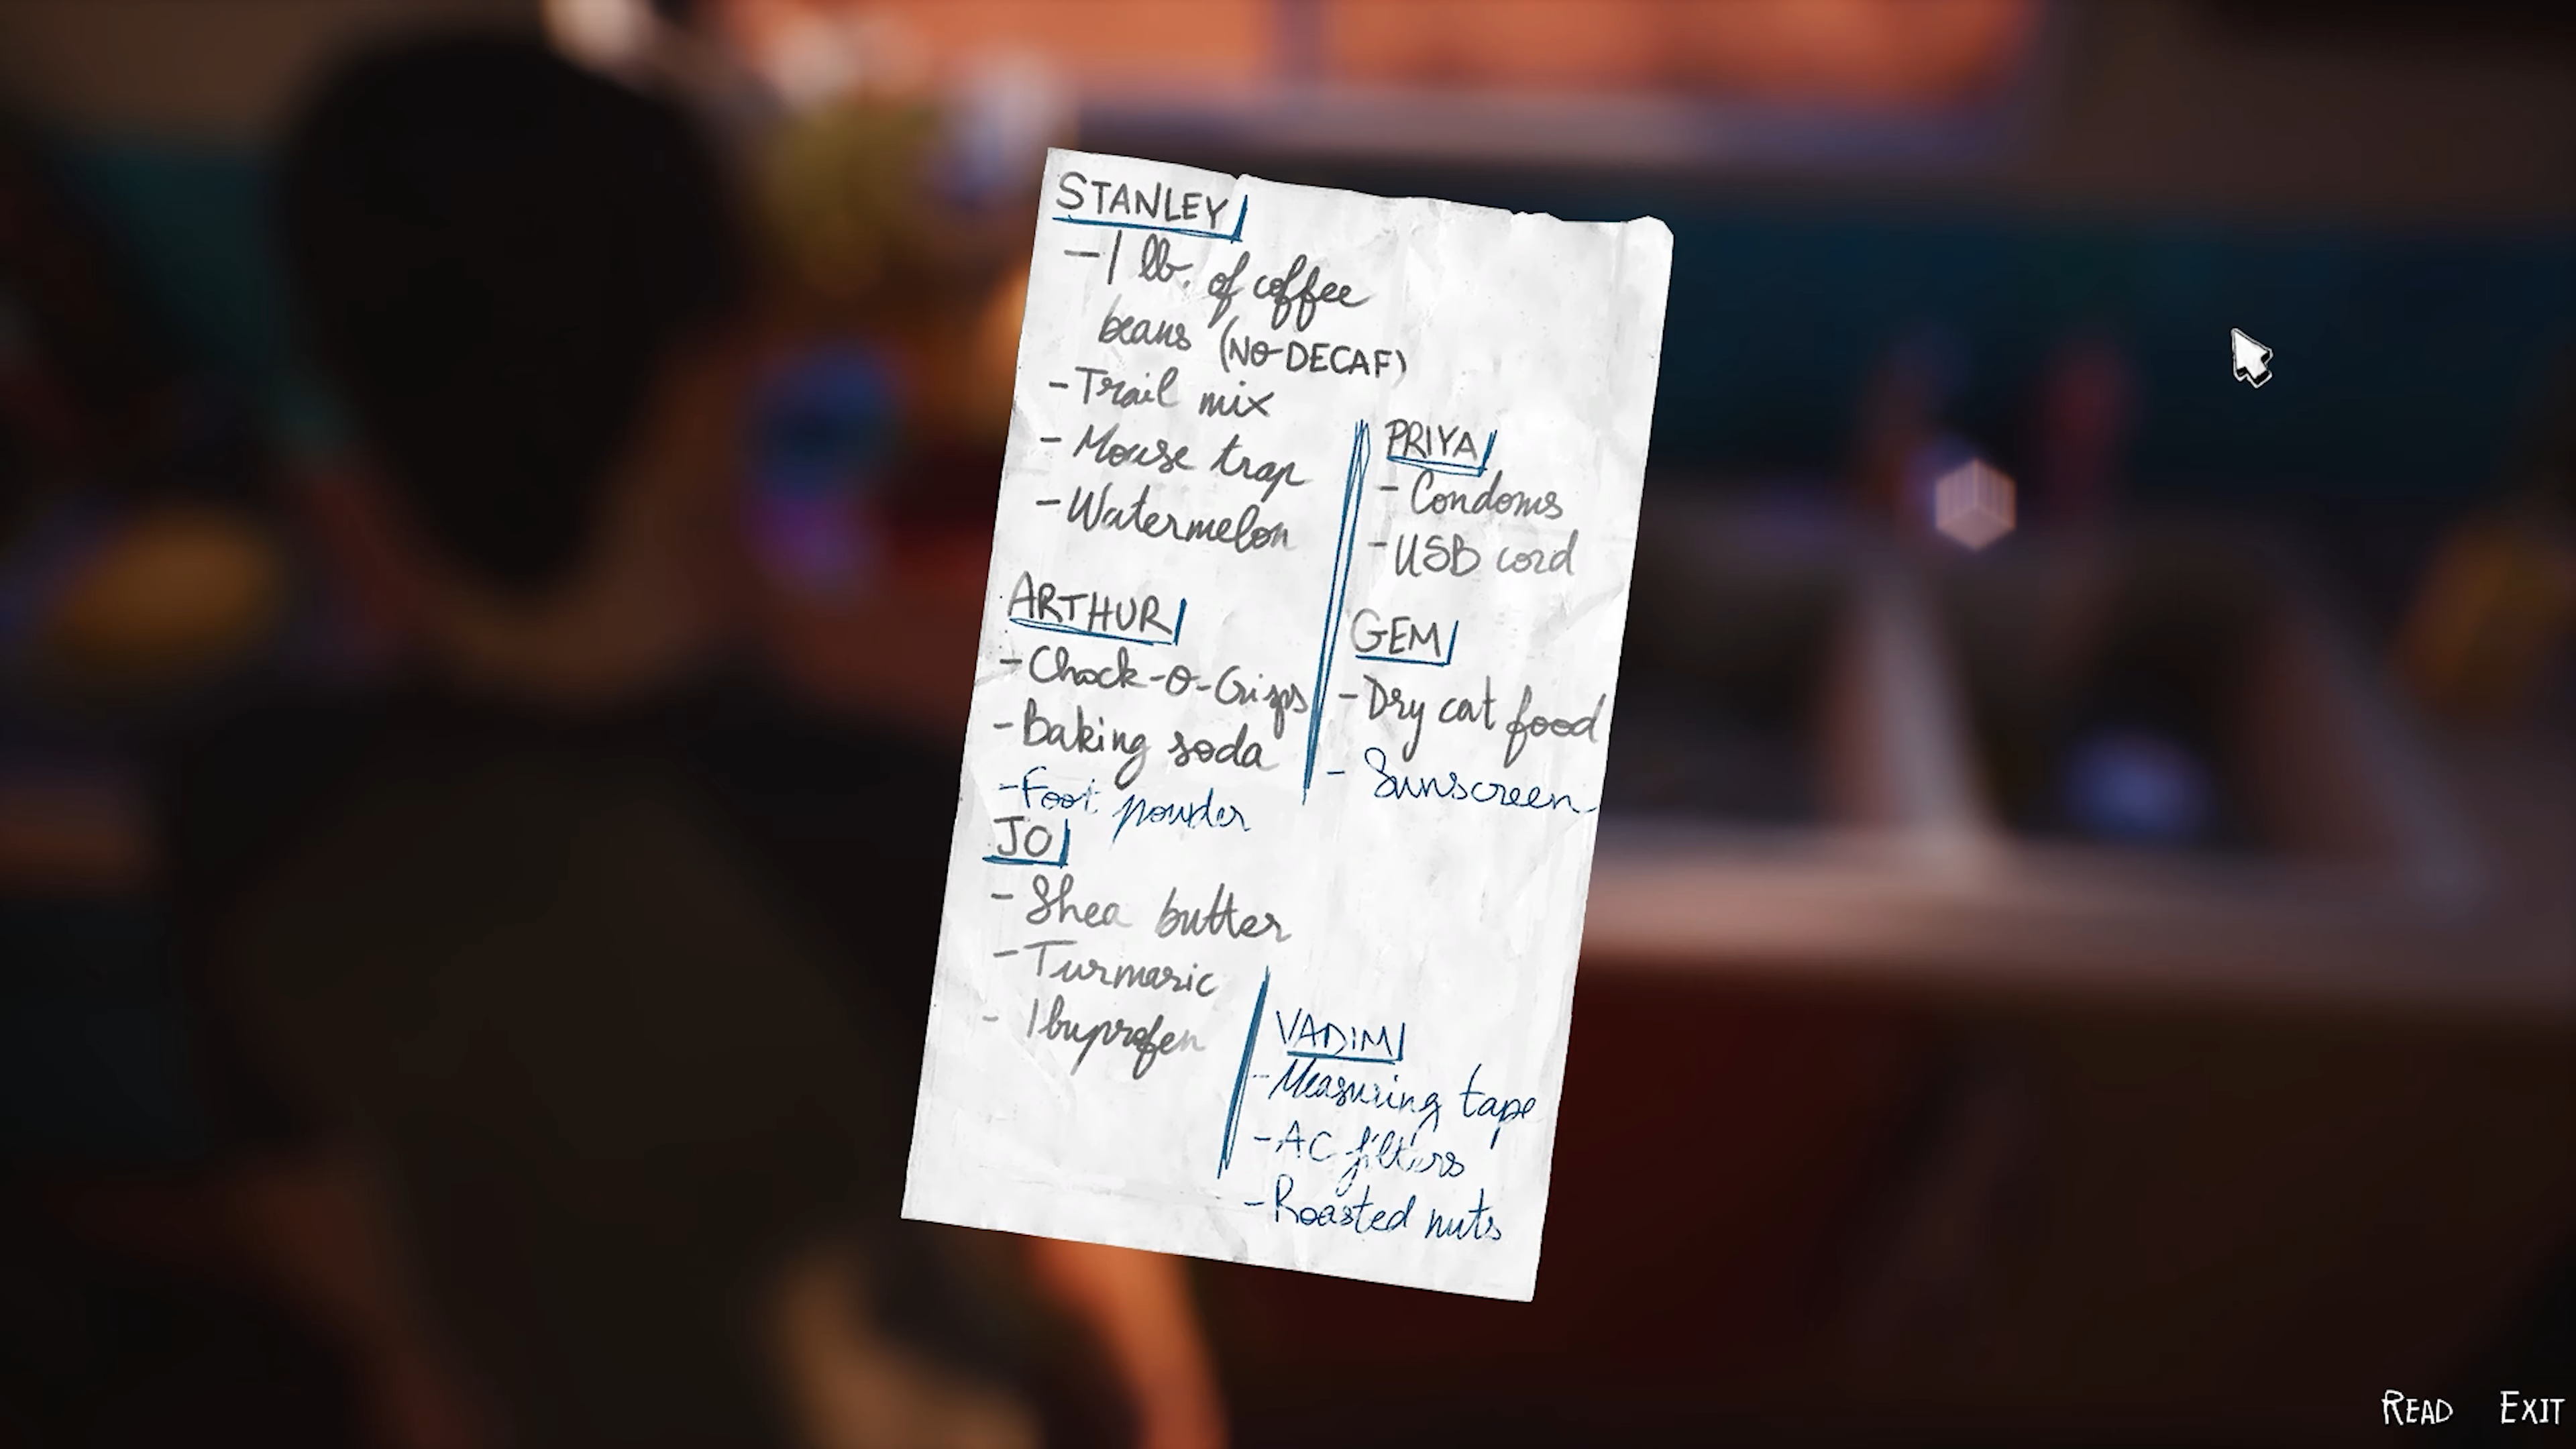 STANLEY
- 1 lb. of coffee
beans (NO DECAF)
- Trail mix
- Mouse trap
- Watermelon
ARTHUR
- Chock-O-Crisps
- Baking soda
- Foot powder
JO
- Shea butter
- Turmeric
- Ibuprofen
PRIYA
- Condoms
- USB cord
GEM
- Dry cat food
- Sunscreen
VADIM
- Measuring tape
- AC filters
- Roasted nuts
READ EXIT